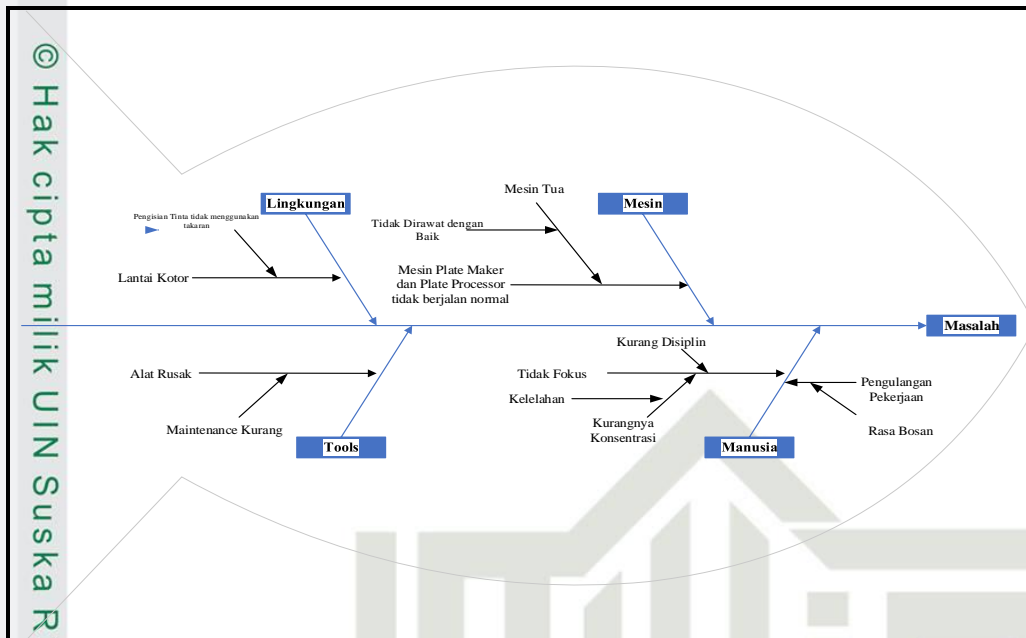 © Hak cipta milik UIN Suska R
Mesin Tua
Lingkungan
Mesin
Pengisian Tinta tidak menggunakan
takaran
Tidak Dirawat dengan
Baik
Lantai Kotor
Mesin Plate Maker
dan Plate Processor
tidak berjalan normal
Masalah
Kurang Disiplin
Alat Rusak
Tidak Fokus
Pengulangan
Pekerjaan
Kelelahan
Maintenance Kurang
Kurangnya
Konsentrasi
Rasa Bosan
Tools
Manusia